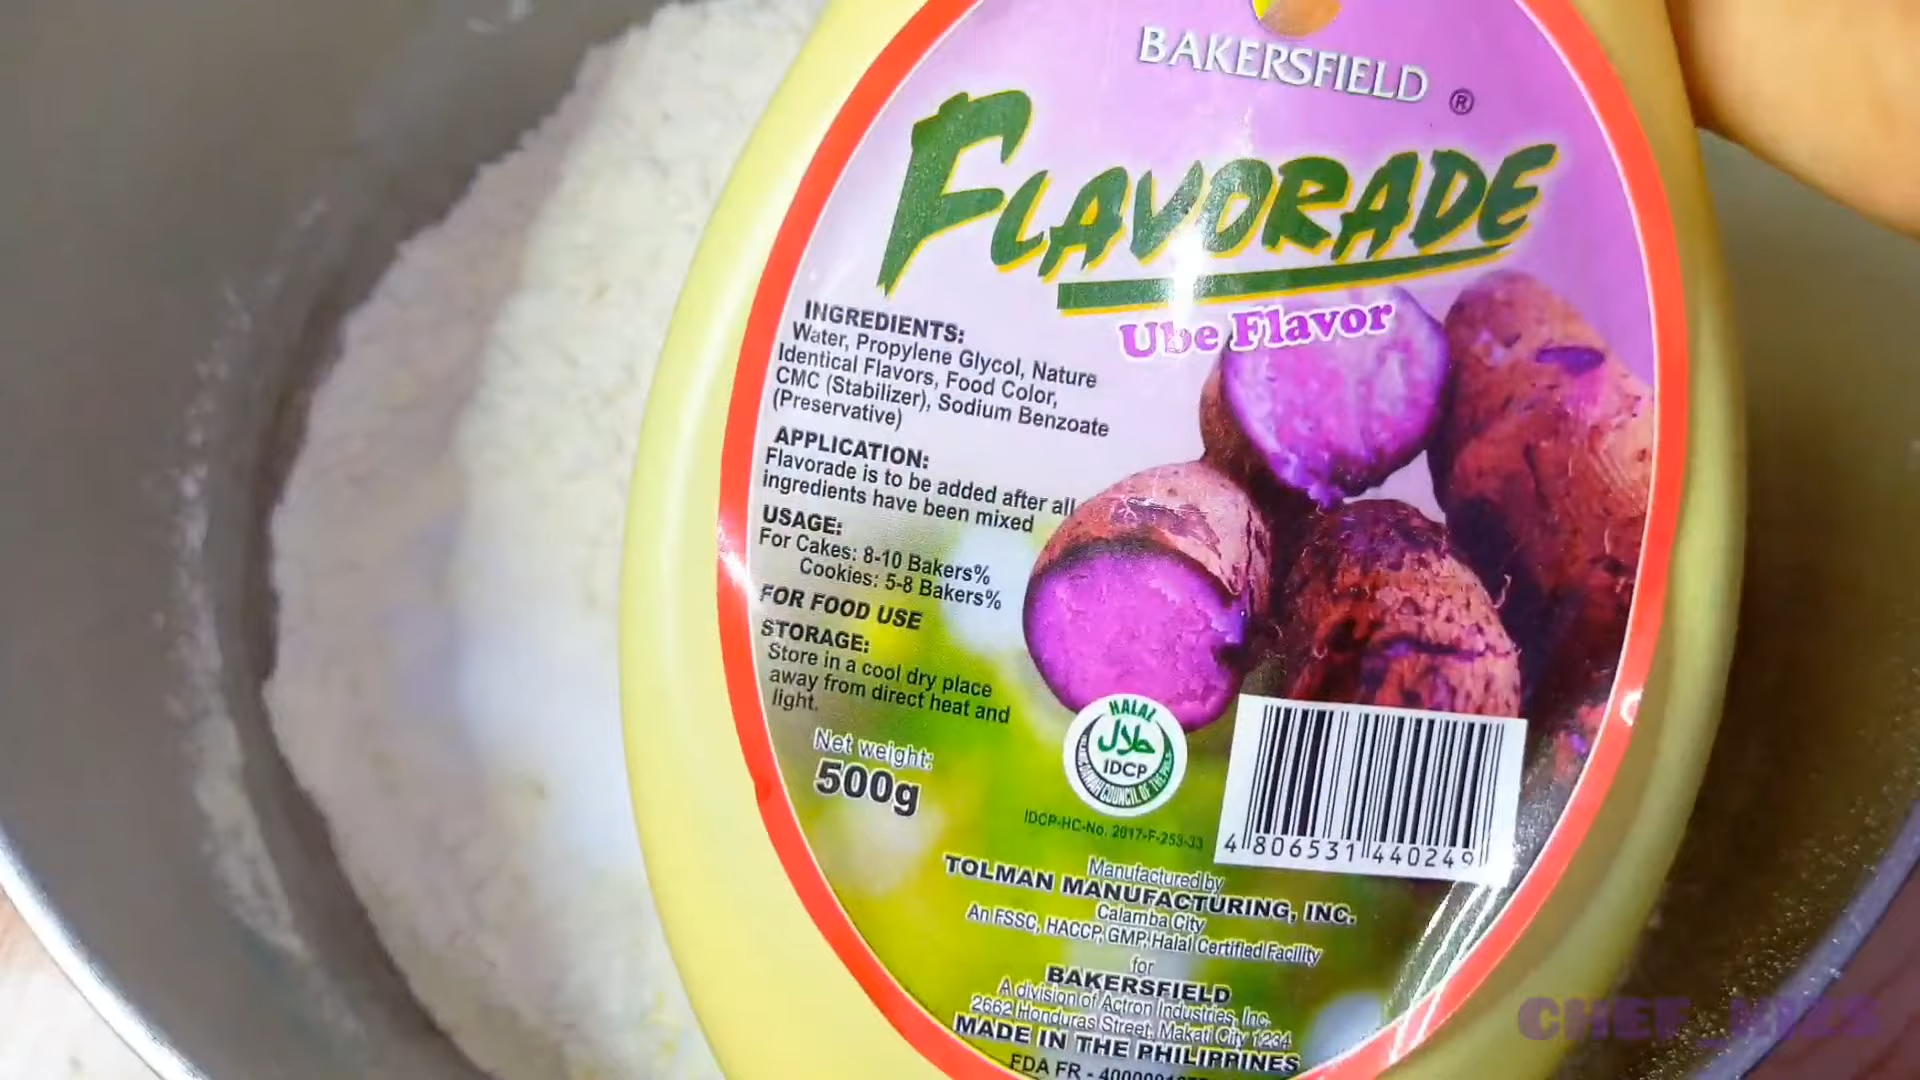 BAKERSFIELD ®
FLAVORADE
Ube Flavor
INGREDIENTS:
Water, Propylene Glycol, Nature
Identical Flavors, Food Color,
CMC (Stabilizer), Sodium Benzoate
(Preservative)
APPLICATION:
Flavorade is to be added after all
ingredients have been mixed
USAGE:
For Cakes: 8-10 Bakers%
Cookies: 5-8 Bakers%
FOR FOOD USE
STORAGE:
Store in a cool dry place
away from direct heat and
light.
Net weight:
500g
HALAL
حلال
IDCP
IDCP-HC-No. 2017-F-253-33
4 806531 440249
Manufactured by
TOLMAN MANUFACTURING, INC.
Calamba City
An FSSC, HACCP, GMP, Halal Certified Facility
for
BAKERSFIELD
A division of Actron Industries, Inc.
2662 Honduras Street, Makati City 1234
MADE IN THE PHILIPPINES
FDA FR -